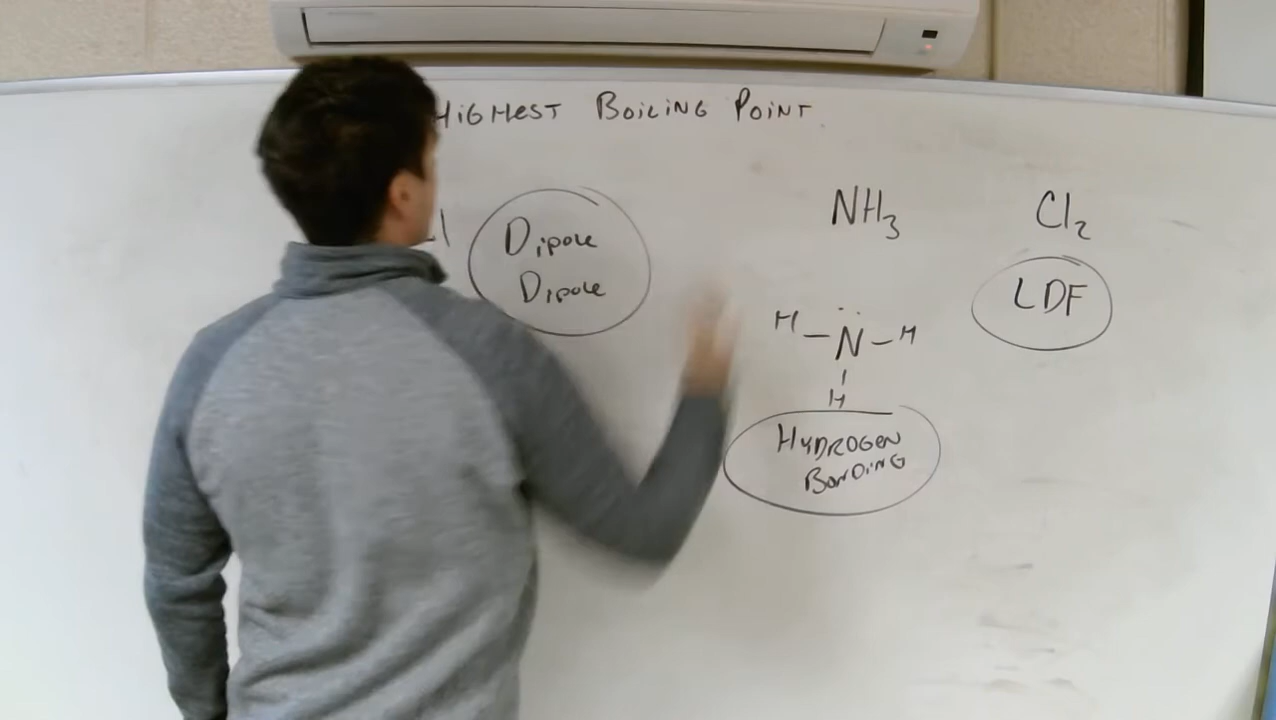 HIGHEST BOILING POINT
NH3
Cl2
Dipole
Dipole
LDF
H-N-H
H
HYDROGEN
BONDING